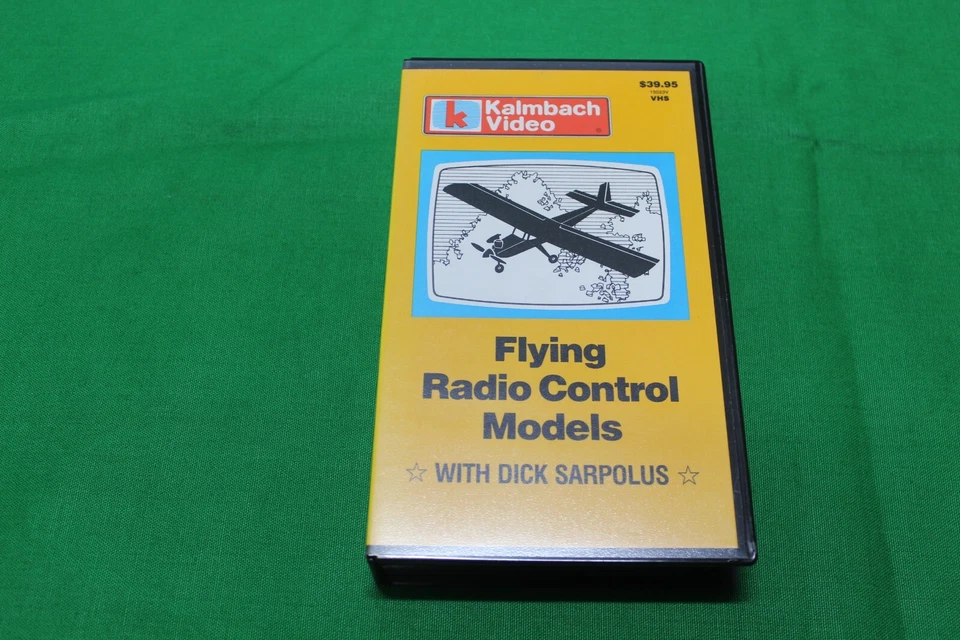 $39.95
VHS
k Kalmbach
Video
Flying
Radio Control
Models
☆ WITH DICK SARPOLUS ☆